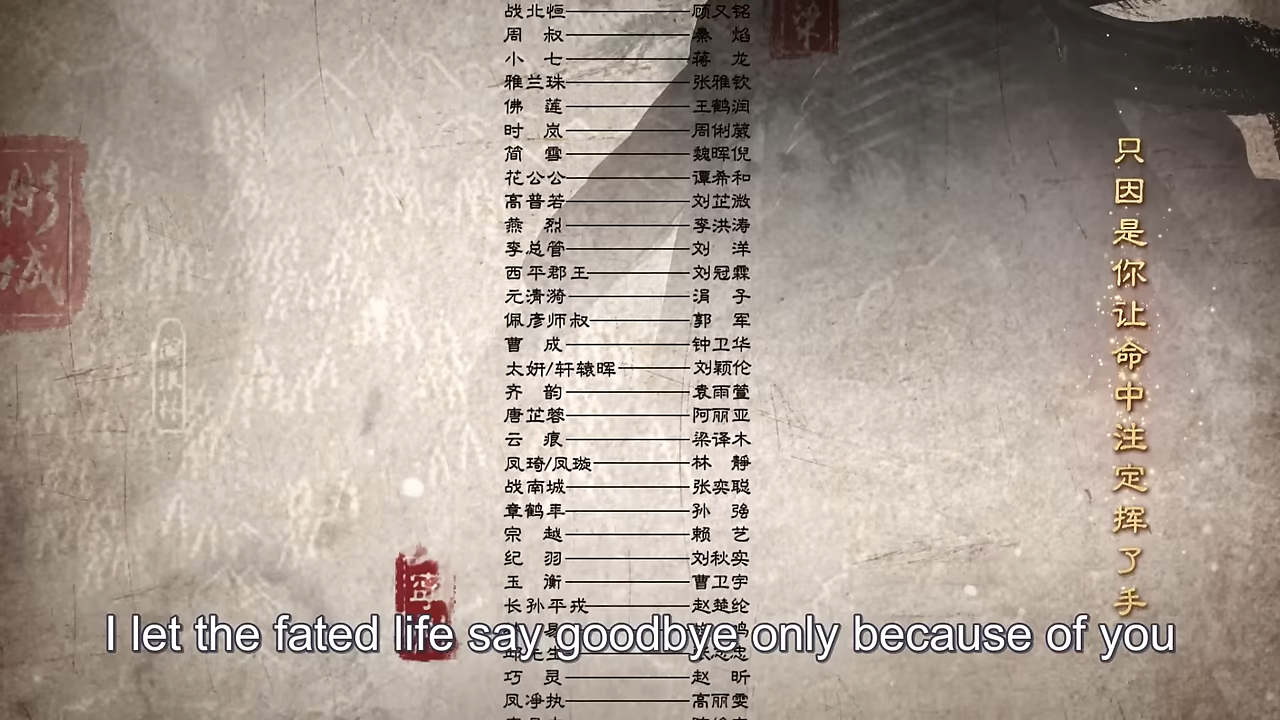 战北恒 顾又铭
周叔 秦焰
小七 蒋龙
雅兰珠 张雅钦
佛莲 王鹤润
时岚 周俐葳
简雪 魏晖倪
花公公 谭希和
高普若 刘芷微
燕烈 李洪涛
李总管 刘洋
西平郡王 刘冠霖
元清漪 涓子
佩彦师叔 郭军
曹成 钟卫华
太妍/轩辕晖 刘颖伦
齐韵 袁雨萱
唐芷蓉 阿丽亚
云痕 梁译木
凤琦/凤璇 林静
战南城 张奕聪
章鹤年 孙强
宗越 赖艺
纪羽 刘秋实
玉衡 曹卫宇
长孙平戎 赵楚纶
巧灵 赵昕
凤净执 高丽雯
只因是你让命中注定挥了手
I let the fated life say goodbye only because of you